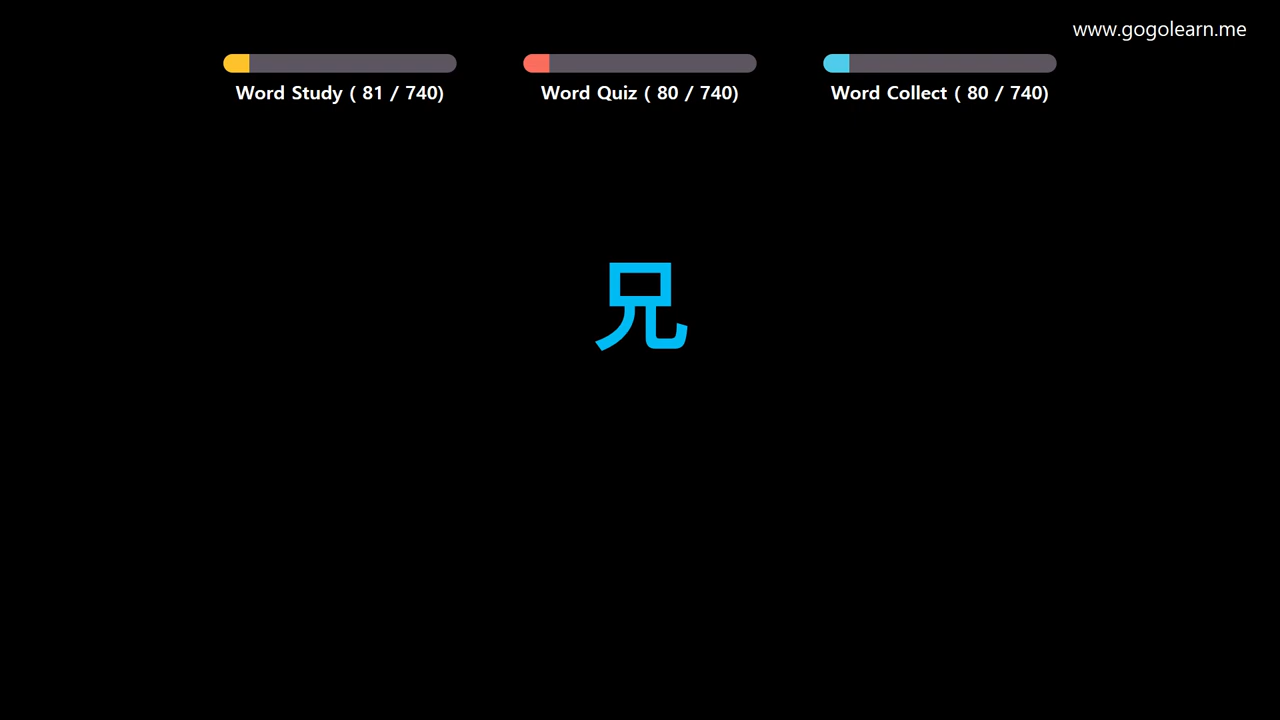 www.gogolearn.me
Word Study ( 81 / 740)
Word Quiz ( 80 / 740)
Word Collect ( 80 / 740)
兄